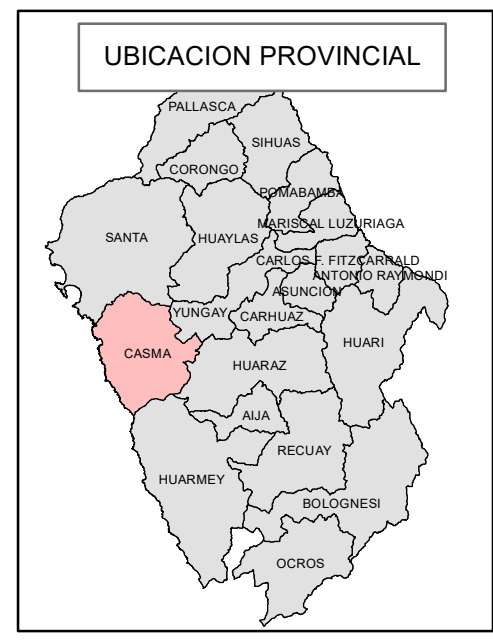 UBICACION PROVINCIAL
PALLASCA
SIHUAS
CORONGO
POMABAMBA
MARISCAL LUZURIAGA
SANTA
HUAYLAS
CARLOS F. FITZCARRALD
ANTONIO RAYMONDI
ASUNCION
YUNGAY
CARHUAZ
HUARI
CASMA
HUARAZ
AIJA
RECUAY
HUARMEY
BOLOGNESI
OCROS